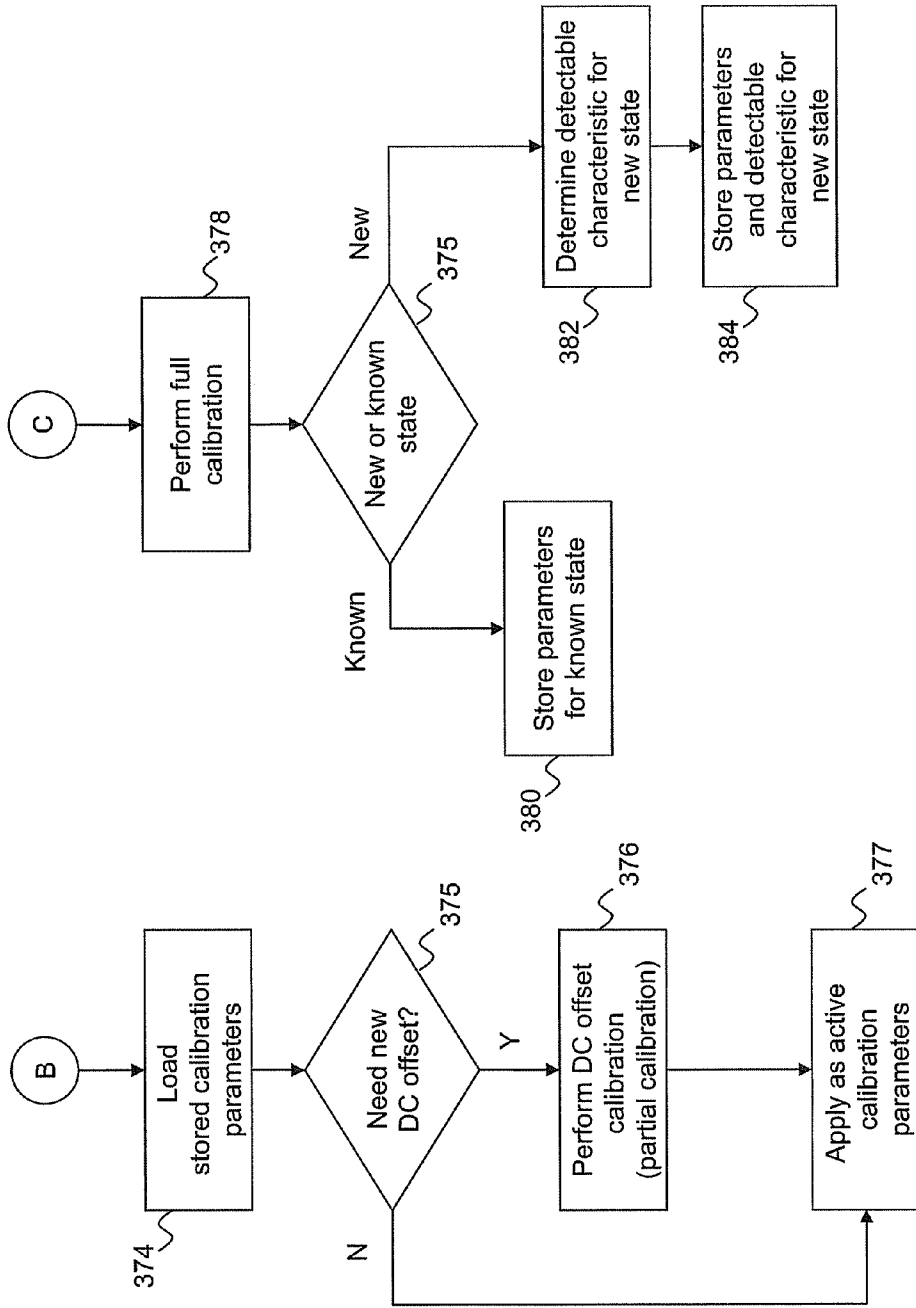 B
Load
stored calibration
parameters
374
Need new
DC offset?
375
N
Y
Perform DC offset
calibration
(partial calibration)
376
Apply as active
calibration
parameters
377
C
Perform full
calibration
378
New or known
state
375
Known
New
Store parameters
for known state
380
Determine detectable
characteristic for
new state
382
Store parameters
and detectable
characteristic for
new state
384